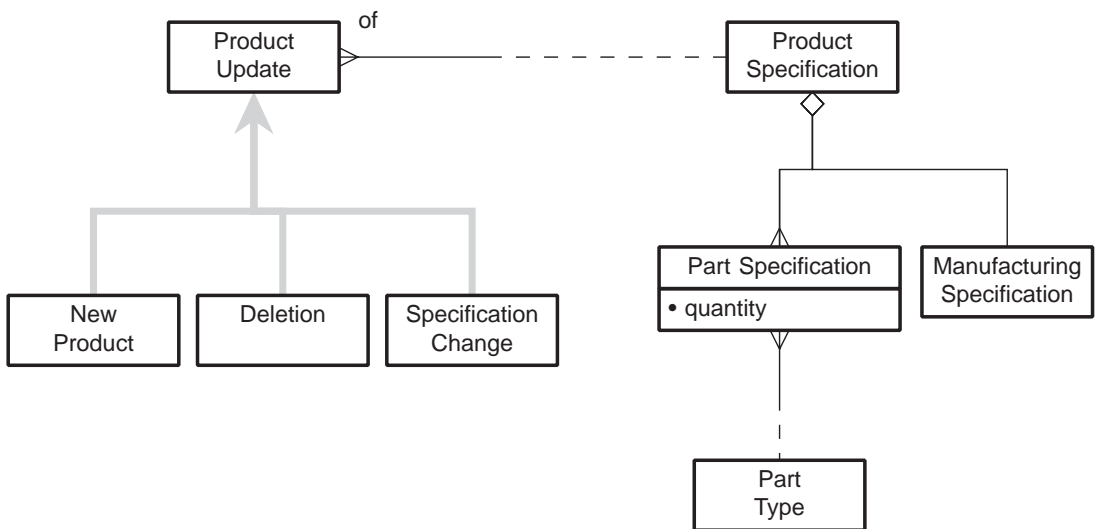 of
Product
Update
Product
Specification
Part Specification
• quantity
Manufacturing
Specification
New
Product
Deletion
Specification
Change
Part
Type